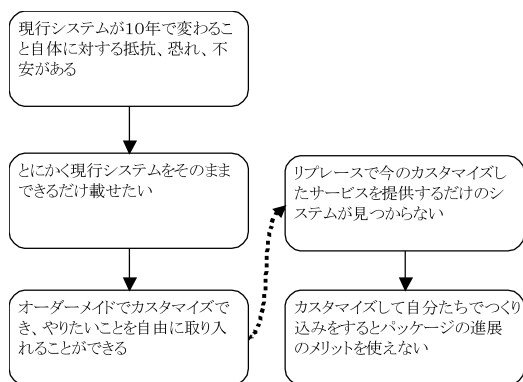 現行システムが10年で変わるこ
と自体に対する抵抗、恐れ、不
安がある
とにかく現行システムをそのまま
できるだけ載せたい
オーダーメイドでカスタマイズで
き、やりたいことを自由に取り入
れることができる
リプレースで今のカスタマイズし
たサービスを提供するだけのシ
ステムが見つからない
カスタマイズして自分たちでつくり
込みをするとパッケージの進展
のメリットを使えない